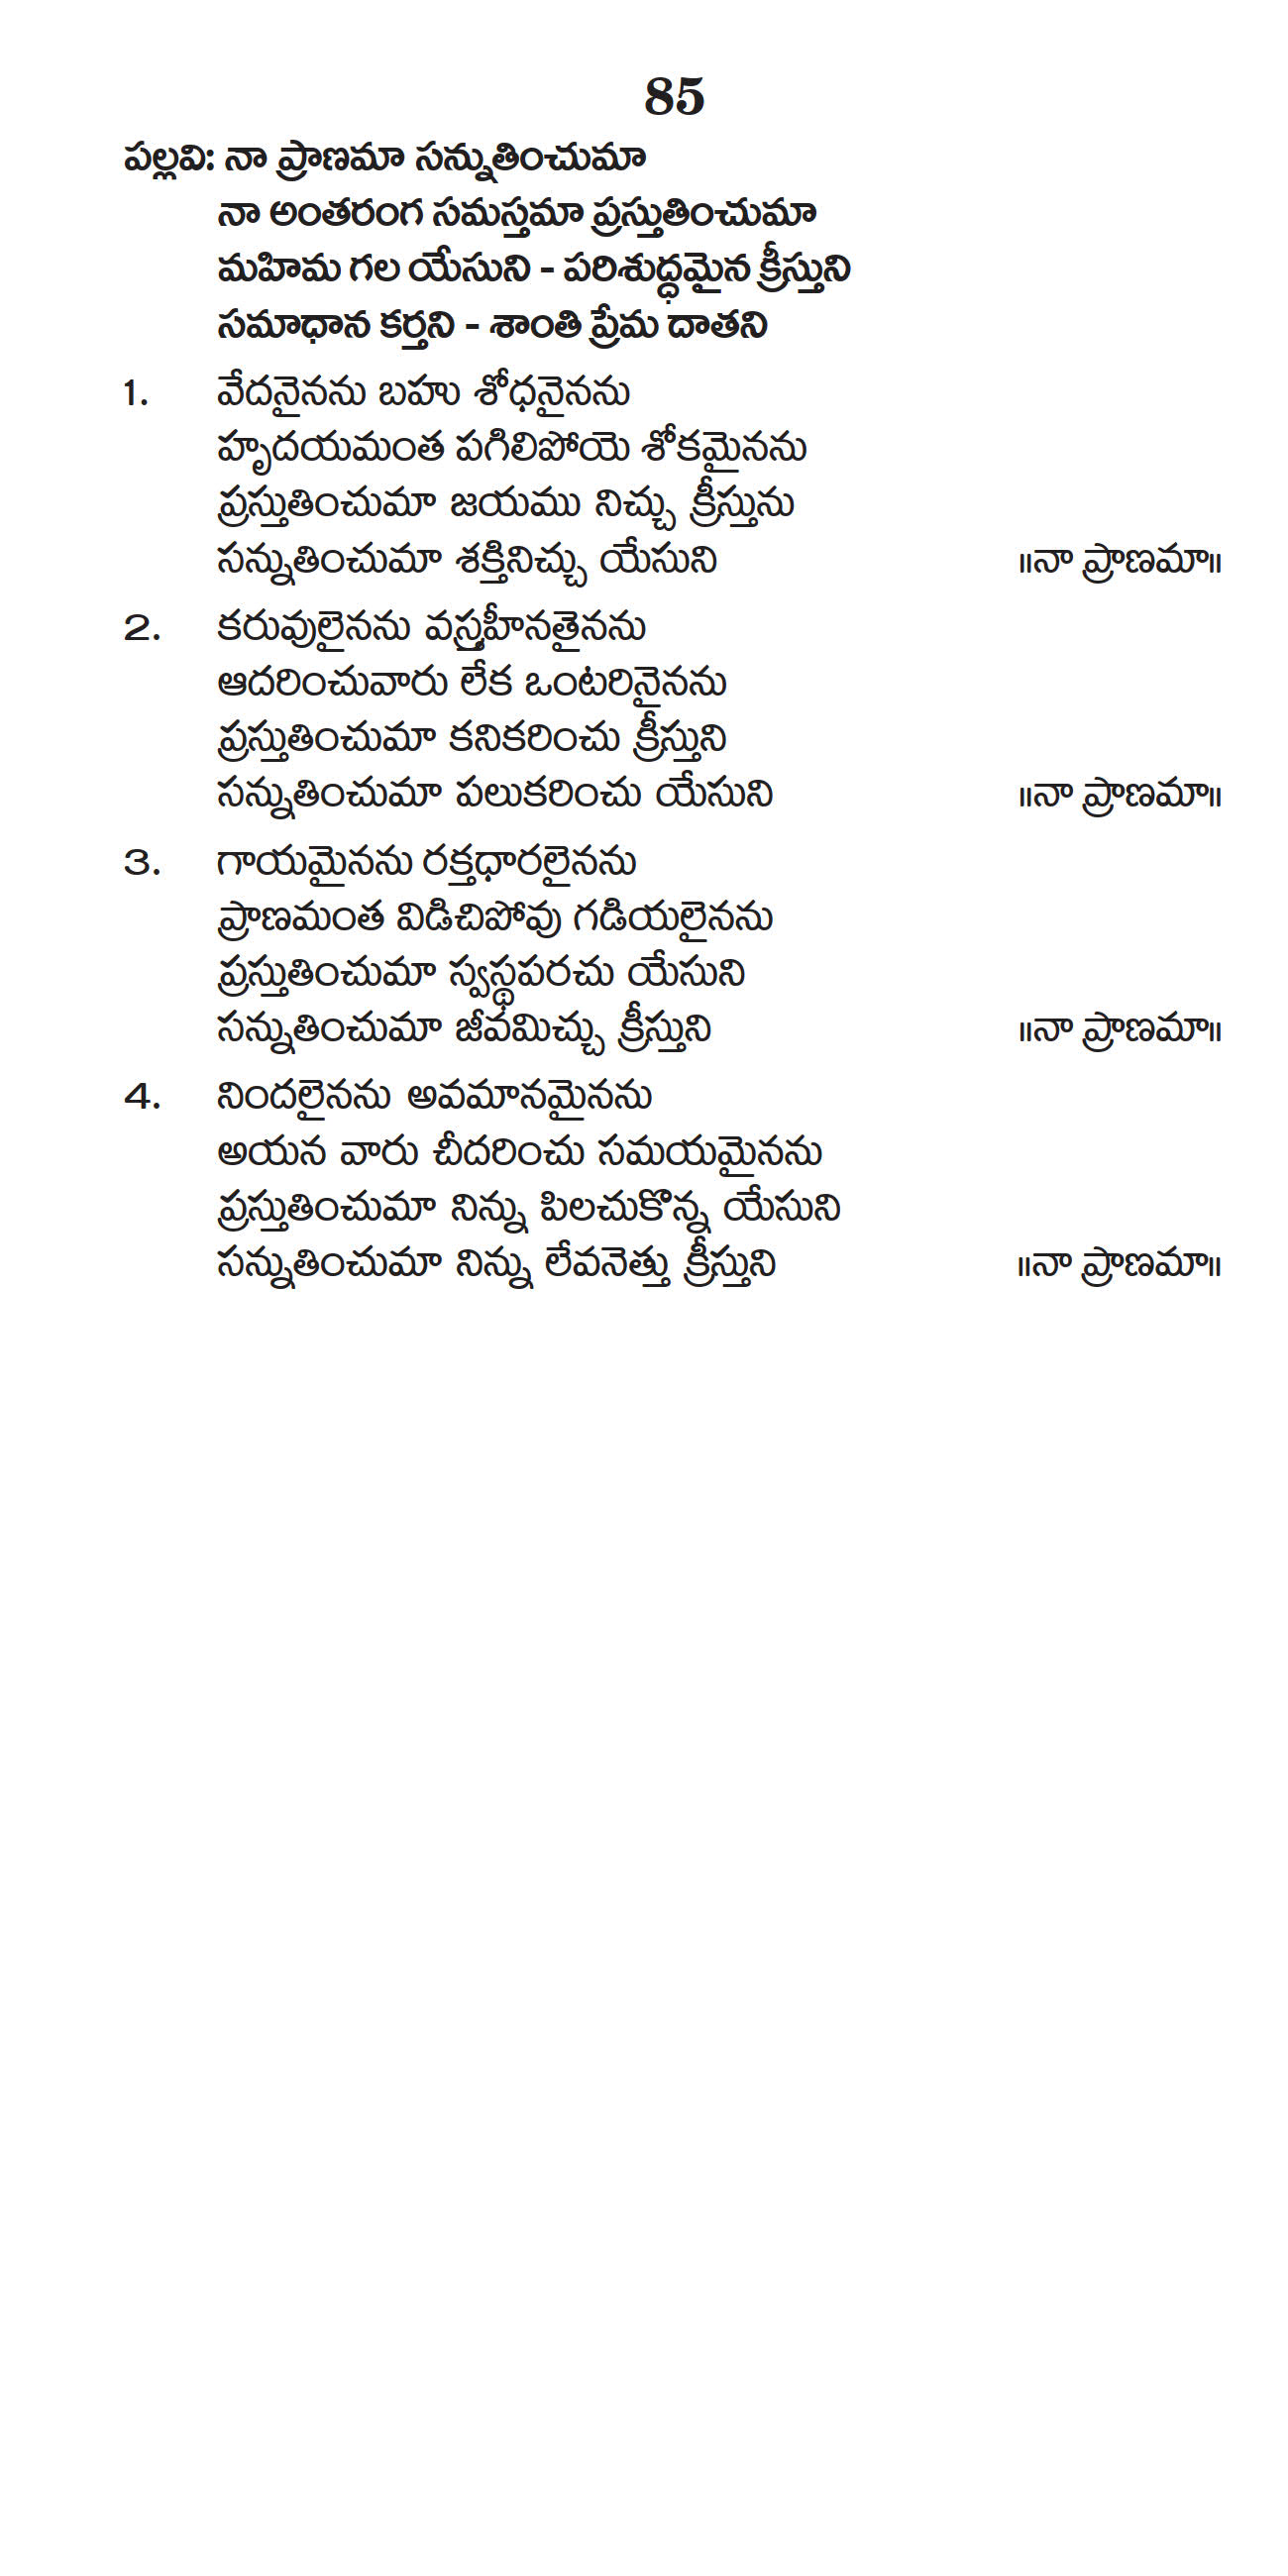 85
పల్లవి: నా ప్రాణమా సన్నుతించుమా
నా అంతరంగ సమస్తమా ప్రస్తుతించుమా
మహిమ గల యేసుని - పరిశుద్ధమైన క్రీస్తుని
సమాధాన కర్తని - శాంతి ప్రేమ దాతని
1. వేదనైనను బహు శోధనైనను
హృదయమంత పగిలిపోయె శోకమైనను
ప్రస్తుతించుమా జయము నిచ్చు క్రీస్తును
సన్నుతించుమా శక్తినిచ్చు యేసుని ॥నా ప్రాణమా॥
2. కరువులైనను వస్త్రహీనతైనను
ఆదరించువారు లేక ఒంటరినైనను
ప్రస్తుతించుమా కనికరించు క్రీస్తుని
సన్నుతించుమా పలుకరించు యేసుని ॥నా ప్రాణమా॥
3. గాయమైనను రక్తధారలైనను
ప్రాణమంత విడిచిపోవు గడియలైనను
ప్రస్తుతించుమా స్వస్థపరచు యేసుని
సన్నుతించుమా జీవమిచ్చు క్రీస్తుని ॥నా ప్రాణమా॥
4. నిందలైనను అవమానమైనను
అయన వారు చీదరించు సమయమైనను
ప్రస్తుతించుమా నిన్ను పిలచుకొన్న యేసుని
సన్నుతించుమా నిన్ను లేవనెత్తు క్రీస్తుని ॥నా ప్రాణమా॥